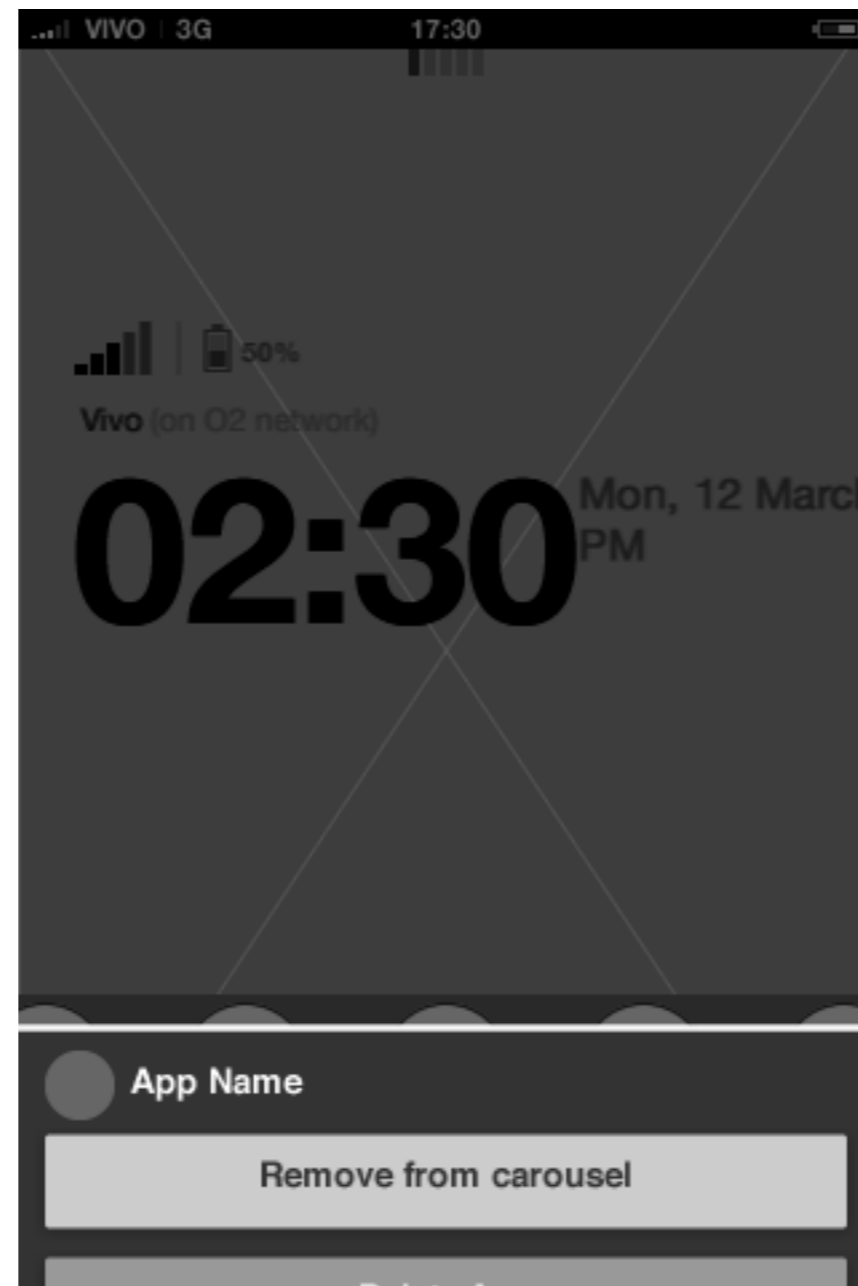 VIVO 3G 17:30
50%
Vivo (on O2 network)
02:30
Mon, 12 March
PM
App Name
Remove from carousel